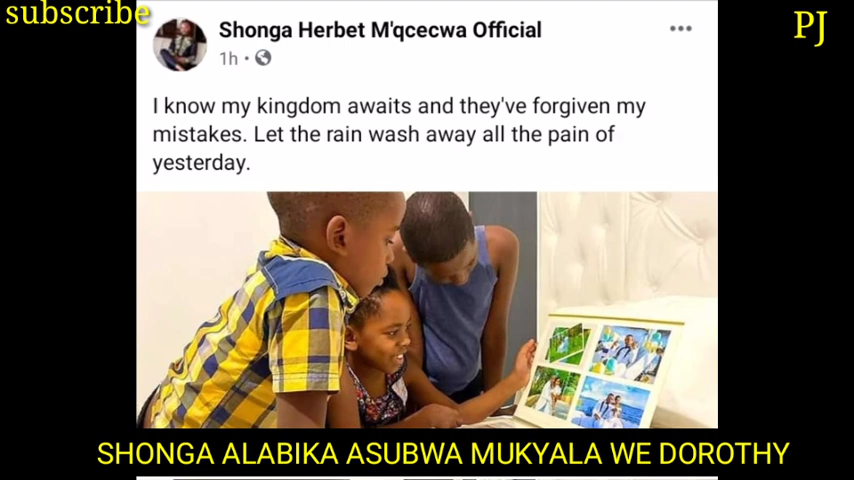 subscribe
PJ
Shonga Herbet M'qcecwa Official
1h
I know my kingdom awaits and they've forgiven my
mistakes. Let the rain wash away all the pain of
yesterday.
SHONGA ALABIKA ASUBWA MUKYALA WE DOROTHY